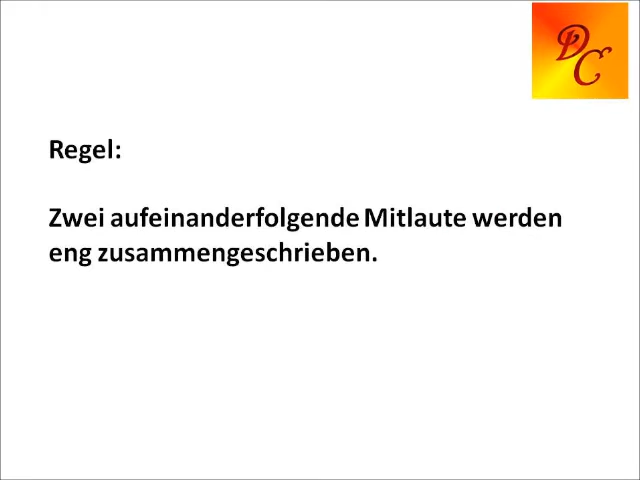 DC
Regel:
Zwei aufeinanderfolgende Mitlaute werden
eng zusammengeschrieben.